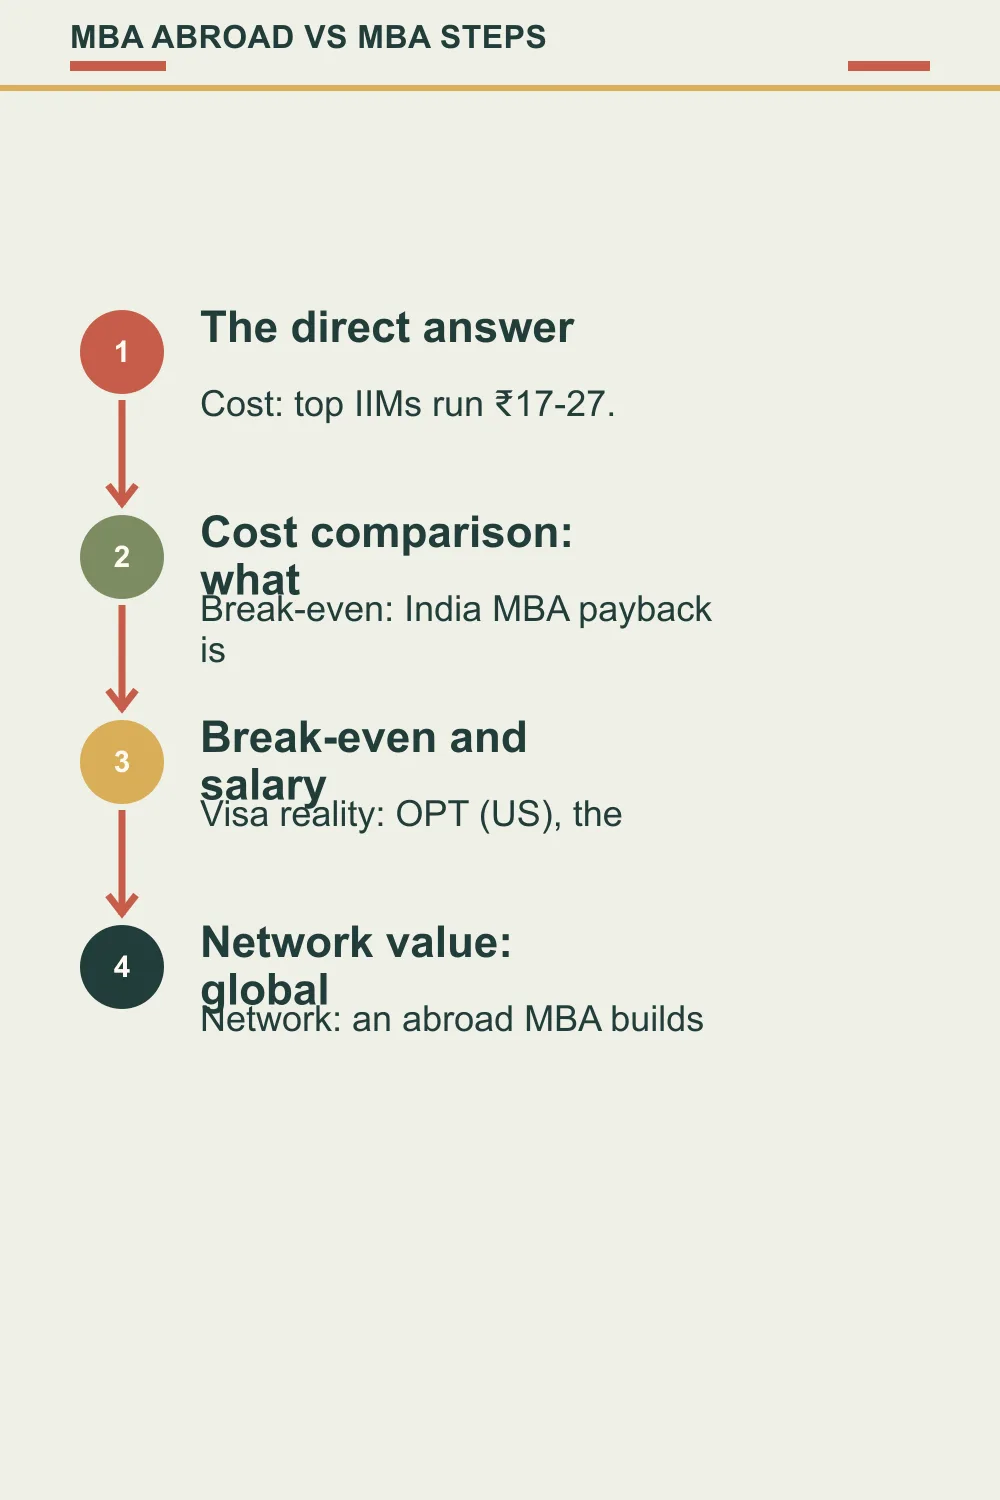 MBA ABROAD VS MBA STEPS
1
The direct answer
Cost: top IIMs run ₹17-27.
2
Cost comparison:
what
Break-even: India MBA payback
is
3
Break-even and
salary
Visa reality: OPT (US), the
4
Network value:
global
Network: an abroad MBA builds